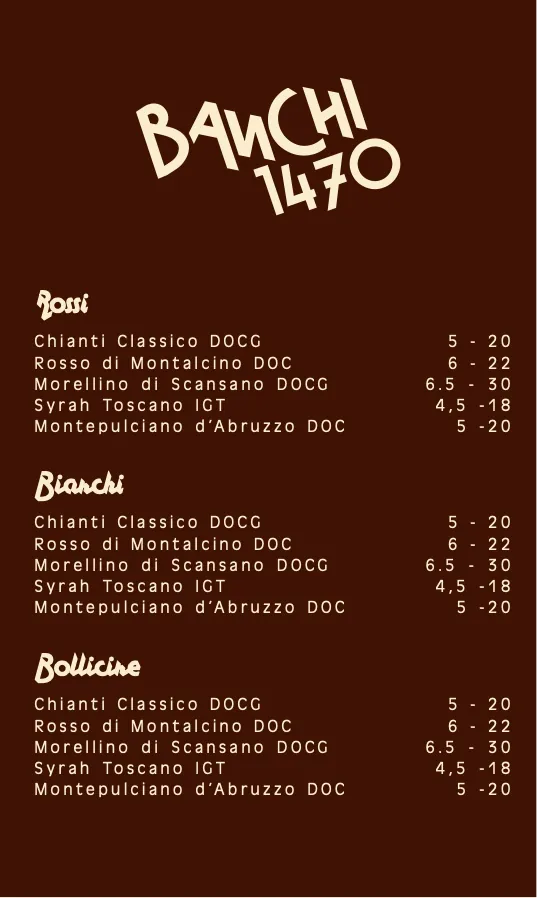 BANCHI
1470
Rossi
Chianti Classico DOCG 5 - 20
Rosso di Montalcino DOC 6 - 22
Morellino di Scansano DOCG 6.5 - 30
Syrah Toscano IGT 4,5 -18
Montepulciano d'Abruzzo DOC 5 -20
Bianchi
Chianti Classico DOCG 5 - 20
Rosso di Montalcino DOC 6 - 22
Morellino di Scansano DOCG 6.5 - 30
Syrah Toscano IGT 4,5 -18
Montepulciano d'Abruzzo DOC 5 -20
Bollicine
Chianti Classico DOCG 5 - 20
Rosso di Montalcino DOC 6 - 22
Morellino di Scansano DOCG 6.5 - 30
Syrah Toscano IGT 4,5 -18
Montepulciano d'Abruzzo DOC 5 -20